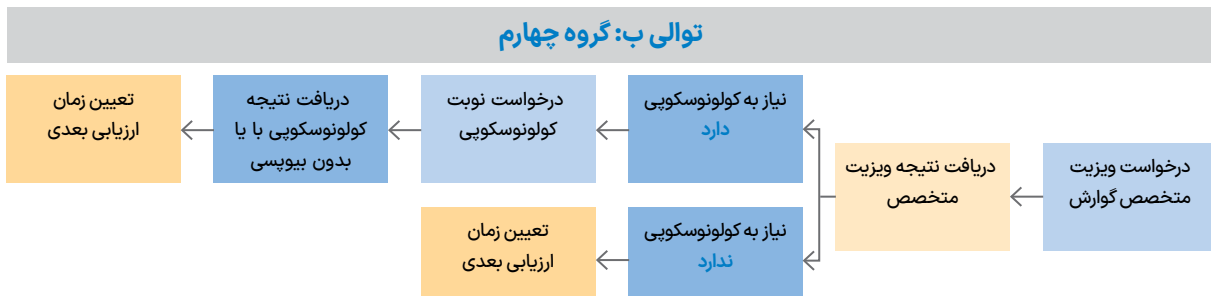 توالی ب: گروه چهارم
درخواست ویزیت
متخصص گوارش
دریافت نتیجه ویزیت
متخصص
نیاز به کولونوسکوپی
دارد
درخواست نوبت
کولونوسکوپی
دریافت نتیجه
کولونوسکوپی با یا
بدون بیوپسی
تعیین زمان
ارزیابی بعدی
نیاز به کولونوسکوپی
ندارد
تعیین زمان
ارزیابی بعدی